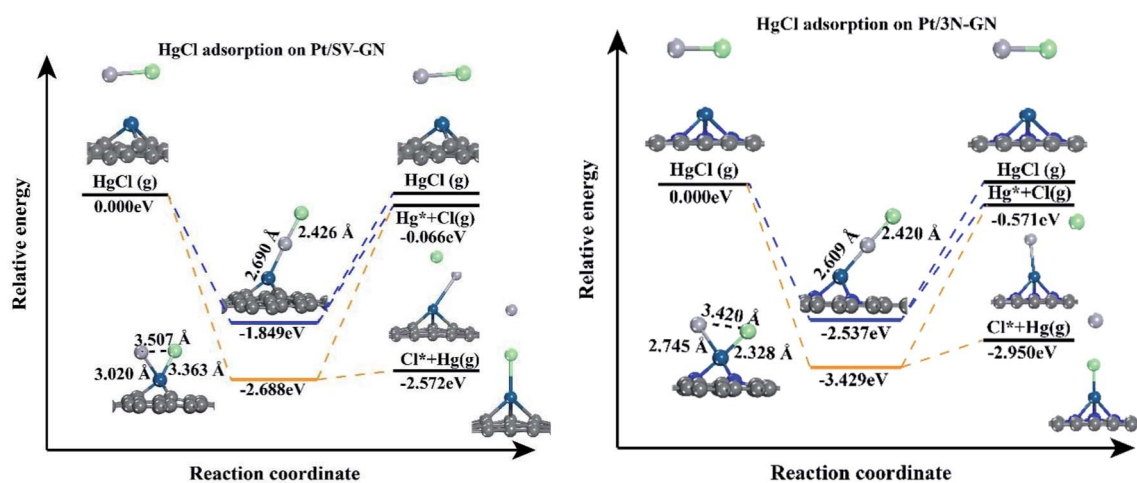 HgCl adsorption on Pt/SV-GN
Relative energy
HgCl (g)
0.000eV
2.690 Å
2.426 Å
-1.849eV
3.507 Å
3.020 Å
3.363 Å
-2.688eV
HgCl (g)
Hg*+Cl(g)
-0.066eV
Cl*+Hg(g)
-2.572eV
Reaction coordinate
HgCl adsorption on Pt/3N-GN
Relative energy
HgCl (g)
0.000eV
2.609 Å
2.420 Å
-2.537eV
3.420 Å
2.745 Å
2.328 Å
-3.429eV
HgCl (g)
Hg*+Cl(g)
-0.571eV
Cl*+Hg(g)
-2.950eV
Reaction coordinate